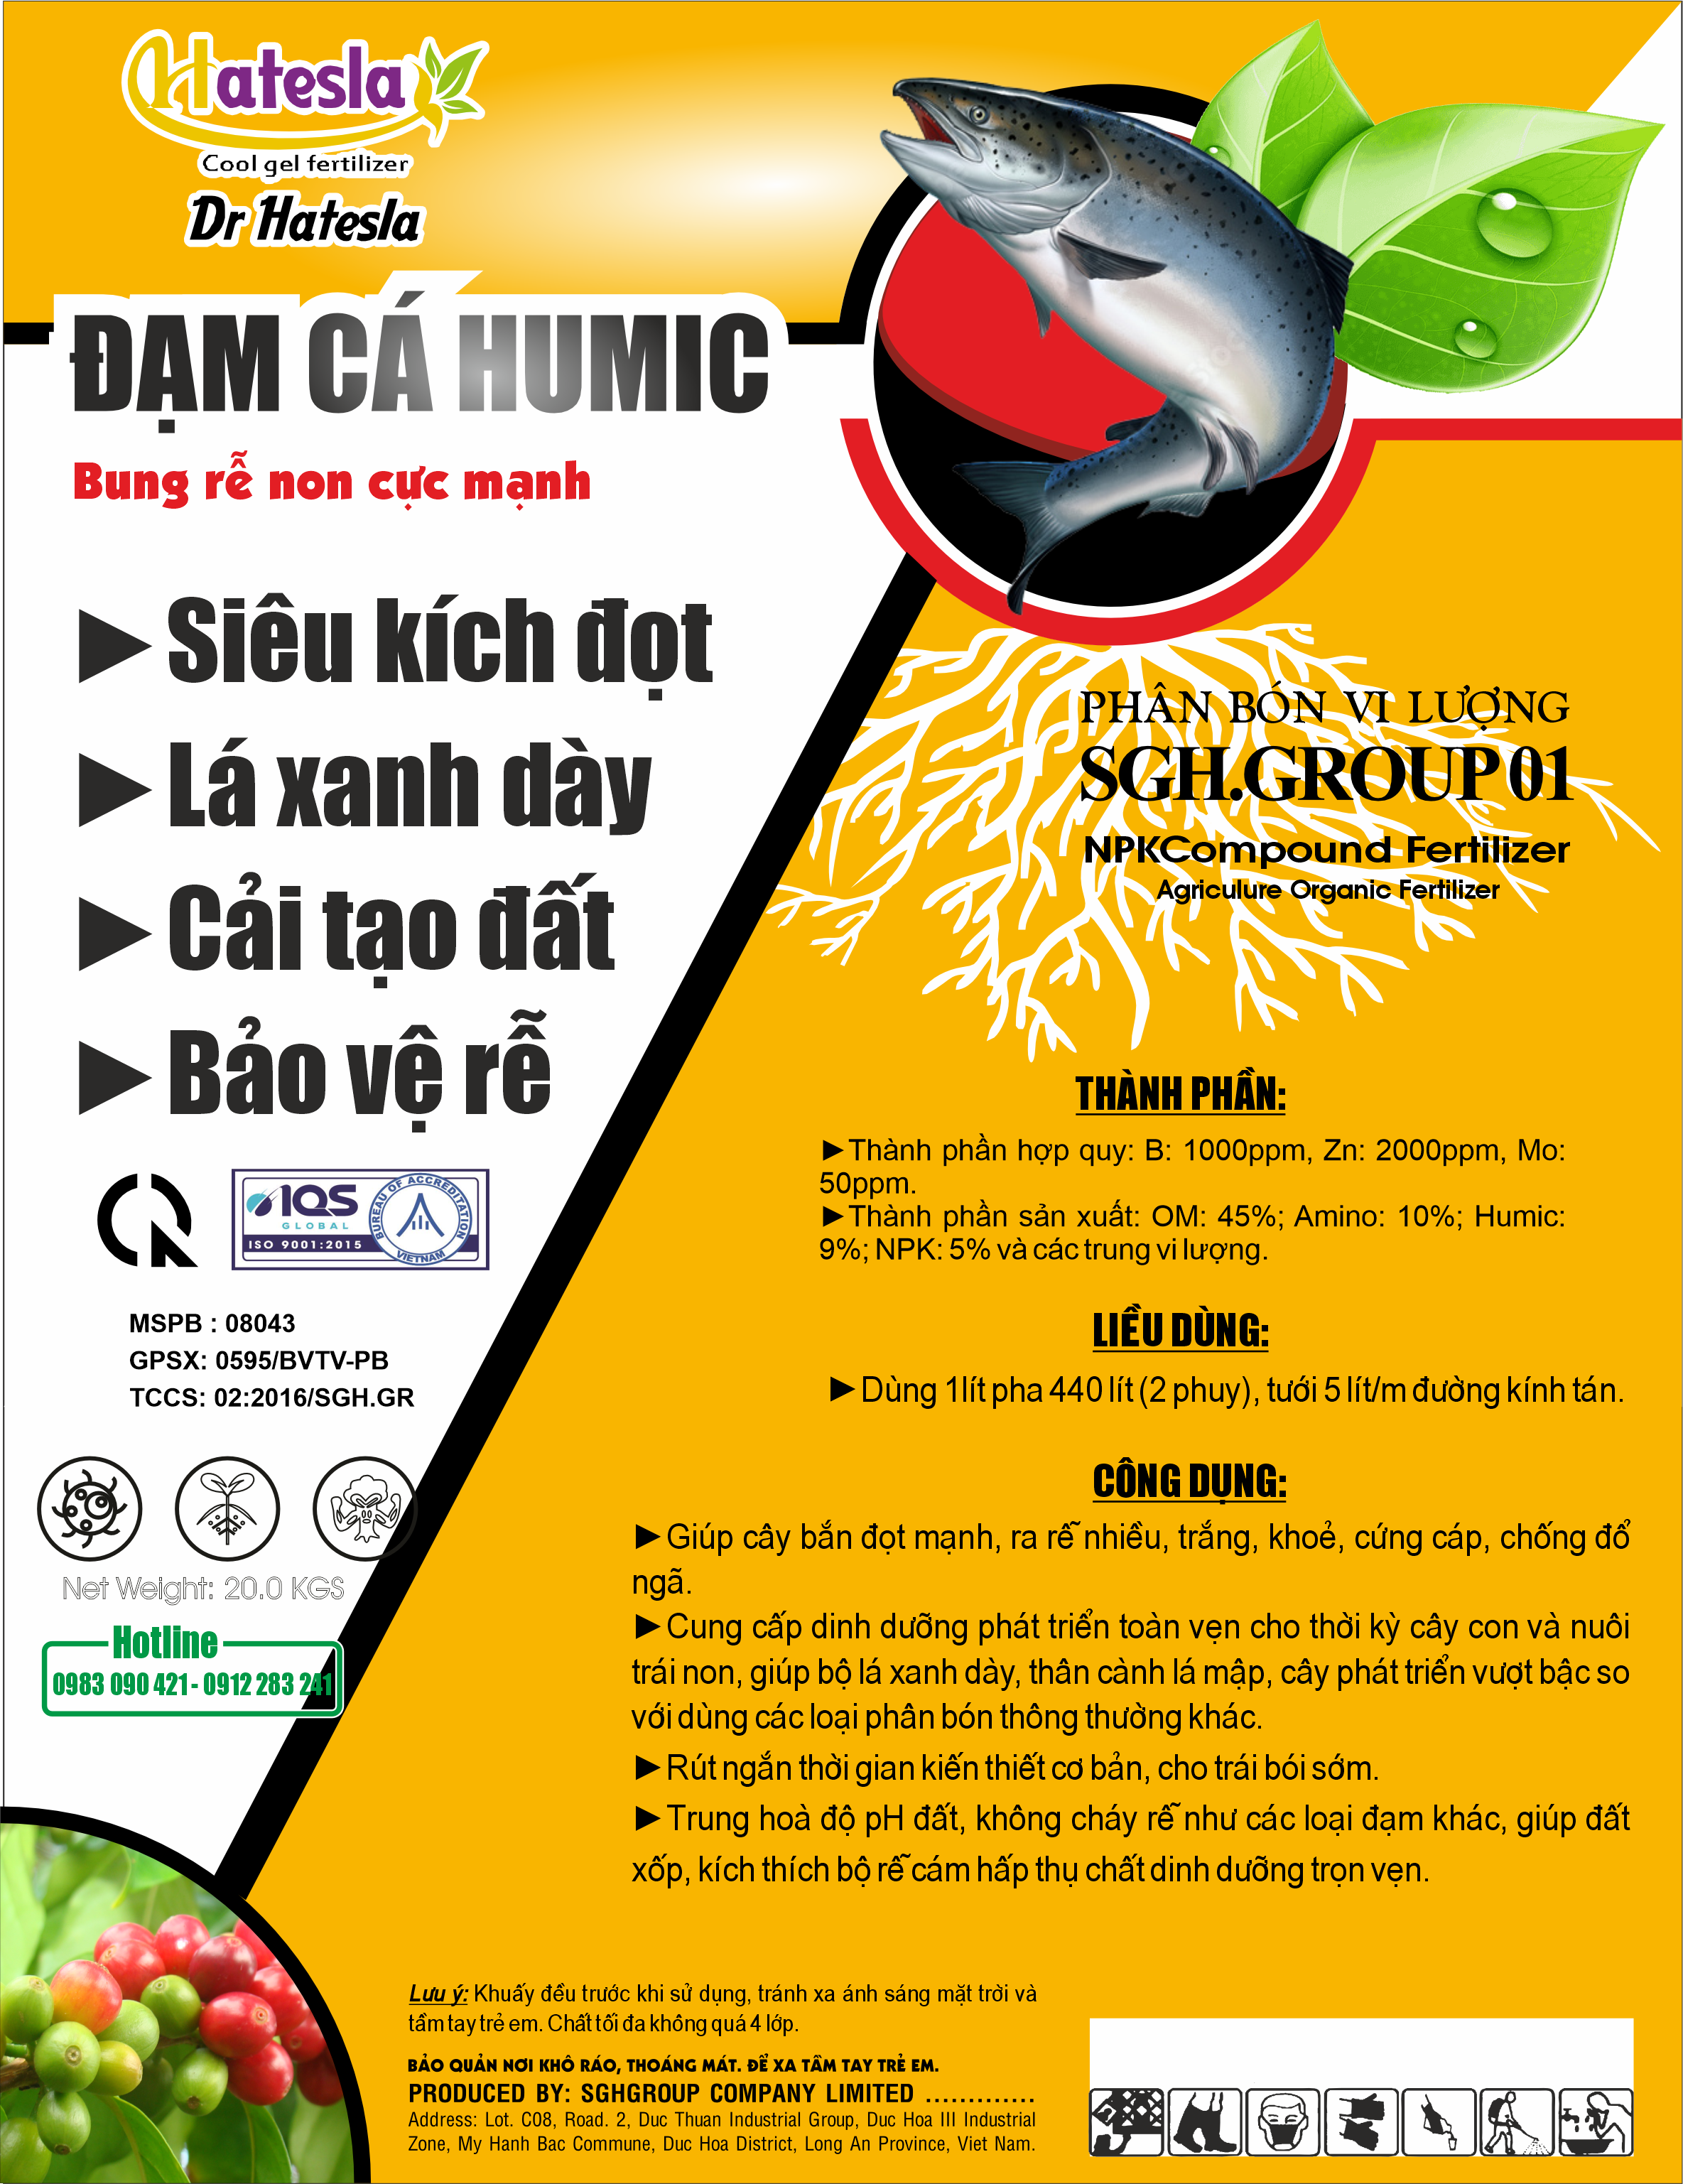 Hatesla
Cool gel fertilizer
Dr Hatesla
ĐẠM CÁ HUMIC
Bung rễ non cực mạnh
►Siêu kích đọt
►Lá xanh dày
►Cải tạo đất
►Bảo vệ rễ
PHÂN BÓN VI LƯỢNG
SGH.GROUP 01
NPKCompound Fertilizer
Agriculure Organic Fertilizer
THÀNH PHẦN:
►Thành phần hợp quy: B: 1000ppm, Zn: 2000ppm, Mo:
50ppm.
►Thành phần sản xuất: OM: 45%; Amino: 10%; Humic:
9%; NPK: 5% và các trung vi lượng.
IQS
GLOBAL
ISO 9001:2015
BUREAU OF ACCREDITATION
VIETNAM
MSPB : 08043
GPSX: 0595/BVTV-PB
TCCS: 02:2016/SGH.GR
LIỀU DÙNG:
►Dùng 1lít pha 440 lít (2 phuy), tưới 5 lít/m đường kính tán.
CÔNG DỤNG:
►Giúp cây bắn đọt mạnh, ra rễ nhiều, trắng, khoẻ, cứng cáp, chống đổ
ngã.
►Cung cấp dinh dưỡng phát triển toàn vẹn cho thời kỳ cây con và nuôi
trái non, giúp bộ lá xanh dày, thân cành lá mập, cây phát triển vượt bậc so
với dùng các loại phân bón thông thường khác.
►Rút ngắn thời gian kiến thiết cơ bản, cho trái bói sớm.
►Trung hoà độ pH đất, không cháy rễ như các loại đạm khác, giúp đất
xốp, kích thích bộ rễ cám hấp thụ chất dinh dưỡng trọn vẹn.
Net Weight: 20.0 KGS
Hotline
0983 090 421 - 0912 283 241
Lưu ý: Khuấy đều trước khi sử dụng, tránh xa ánh sáng mặt trời và
tầm tay trẻ em. Chất tối đa không quá 4 lớp.
BẢO QUẢN NƠI KHÔ RÁO, THOÁNG MÁT. ĐỂ XA TẦM TAY TRẺ EM.
PRODUCED BY: SGHGROUP COMPANY LIMITED .............
Address: Lot. C08, Road. 2, Duc Thuan Industrial Group, Duc Hoa III Industrial
Zone, My Hanh Bac Commune, Duc Hoa District, Long An Province, Viet Nam.